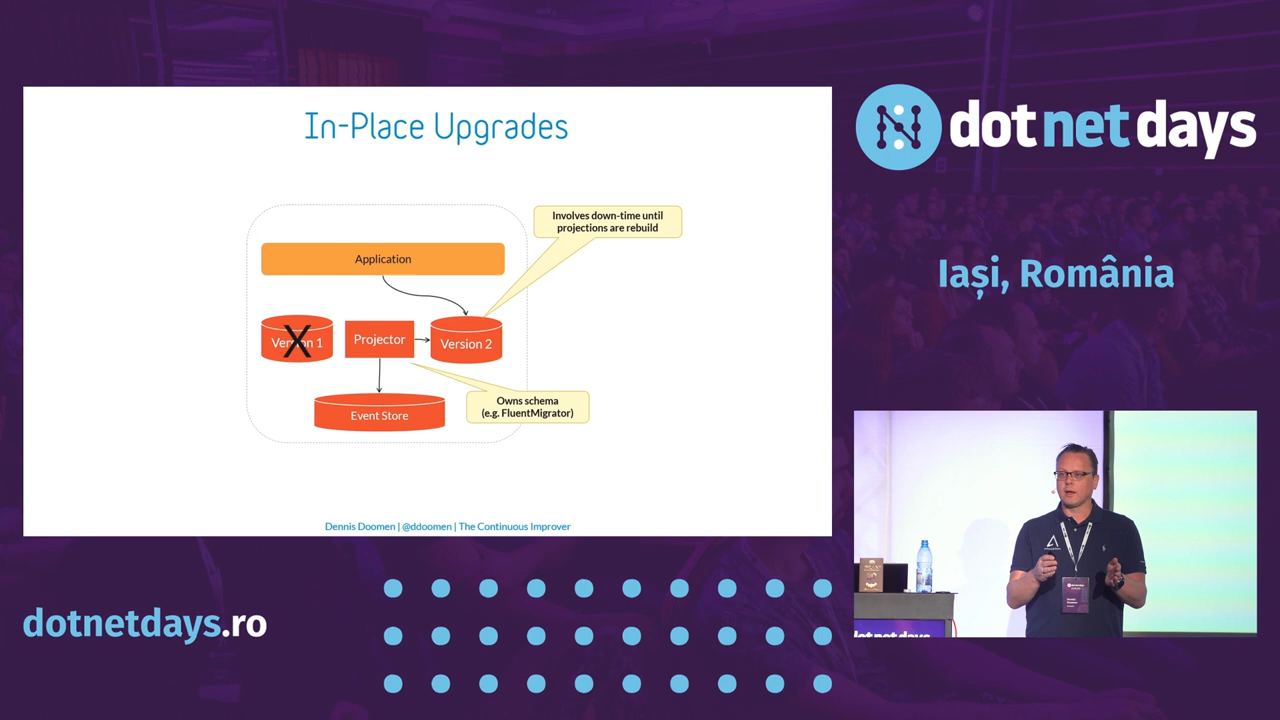 In-Place Upgrades
Involves down-time until
projections are rebuild
Application
Version 1
Projector
Version 2
Event Store
Owns schema
(e.g. FluentMigrator)
Dennis Doomen | @ddoomen | The Continuous Improver
dotnetdays
Iași, România
dotnetdays.ro
dot net days